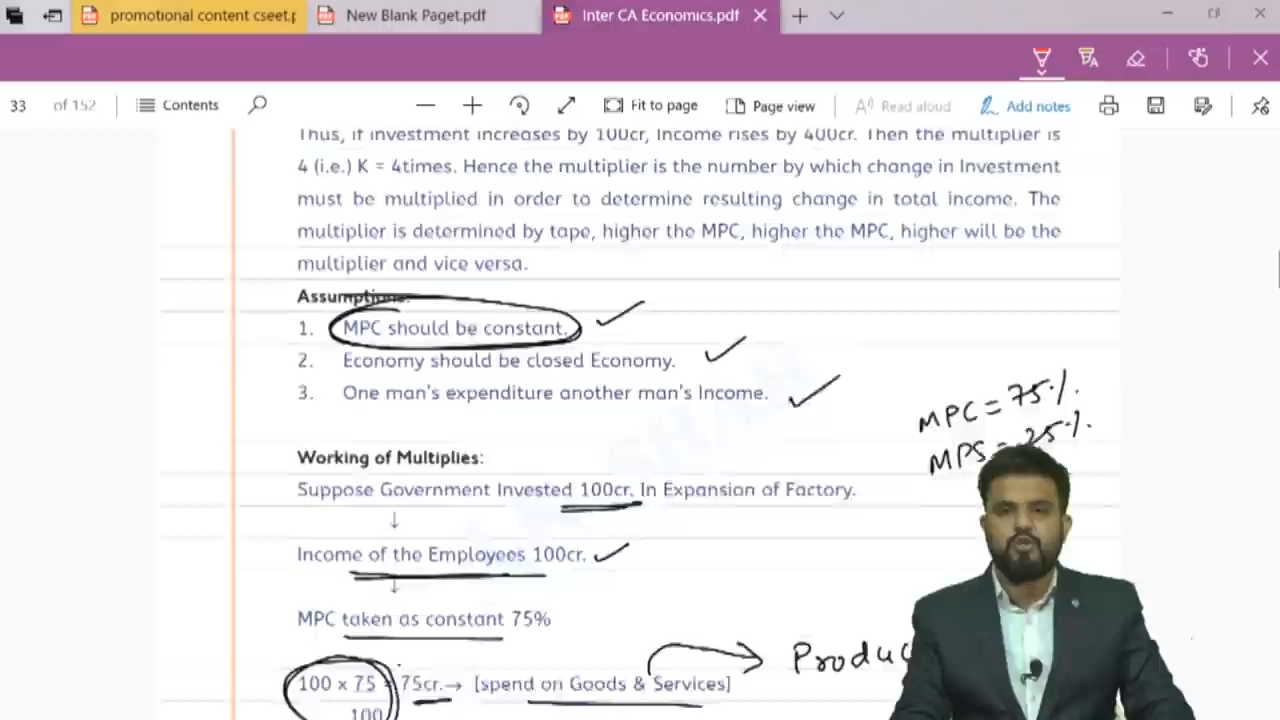 promotional content cseet.p
New Blank Paget.pdf
Inter CA Economics.pdf
33 of 152
Contents
Fit to page
Page view
Read aloud
Add notes
Thus, if investment increases by 100cr, Income rises by 400cr. Then the multiplier is
4 (i.e.) K = 4times. Hence the multiplier is the number by which change in Investment
must be multiplied in order to determine resulting change in total income. The
multiplier is determined by tape, higher the MPC, higher the MPC, higher will be the
multiplier and vice versa.
Assumptions:
1. MPC should be constant.
2. Economy should be closed Economy.
3. One man's expenditure another man's Income.
MPC = 75%.
MPS = 25%.
Working of Multiplies:
Suppose Government Invested 100cr. In Expansion of Factory.
↓
Income of the Employees 100cr.
↓
MPC taken as constant 75%
100 x 75 = 75cr.→ [spend on Goods & Services]
100
Produc